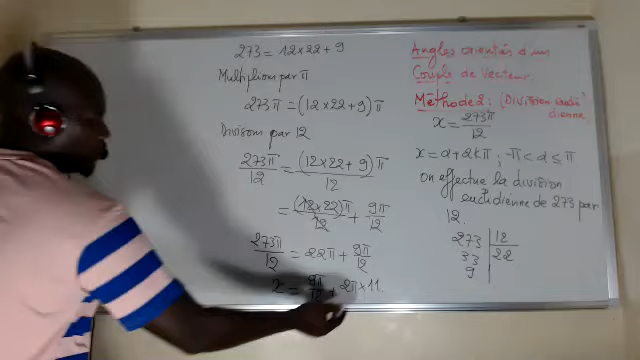 Angles orientés d'un
Couple de Vecteur.
Méthode 2 : (Division eucli
dienne
x = 273π/12
x = α + 2kπ ; -π < α ≤ π
on effectue la division
euclidienne de 273 par
12.
273 | 12
33 | 22
9
273 = 12×22 + 9
Multiplions par π
273π = (12×22 + 9)π
Divisons par 12
273π/12 = (12×22 + 9)π/12
= (12×22)π/12 + 9π/12
273π/12 = 22π + 9π/12
x = 9π/12 + 2π×11.